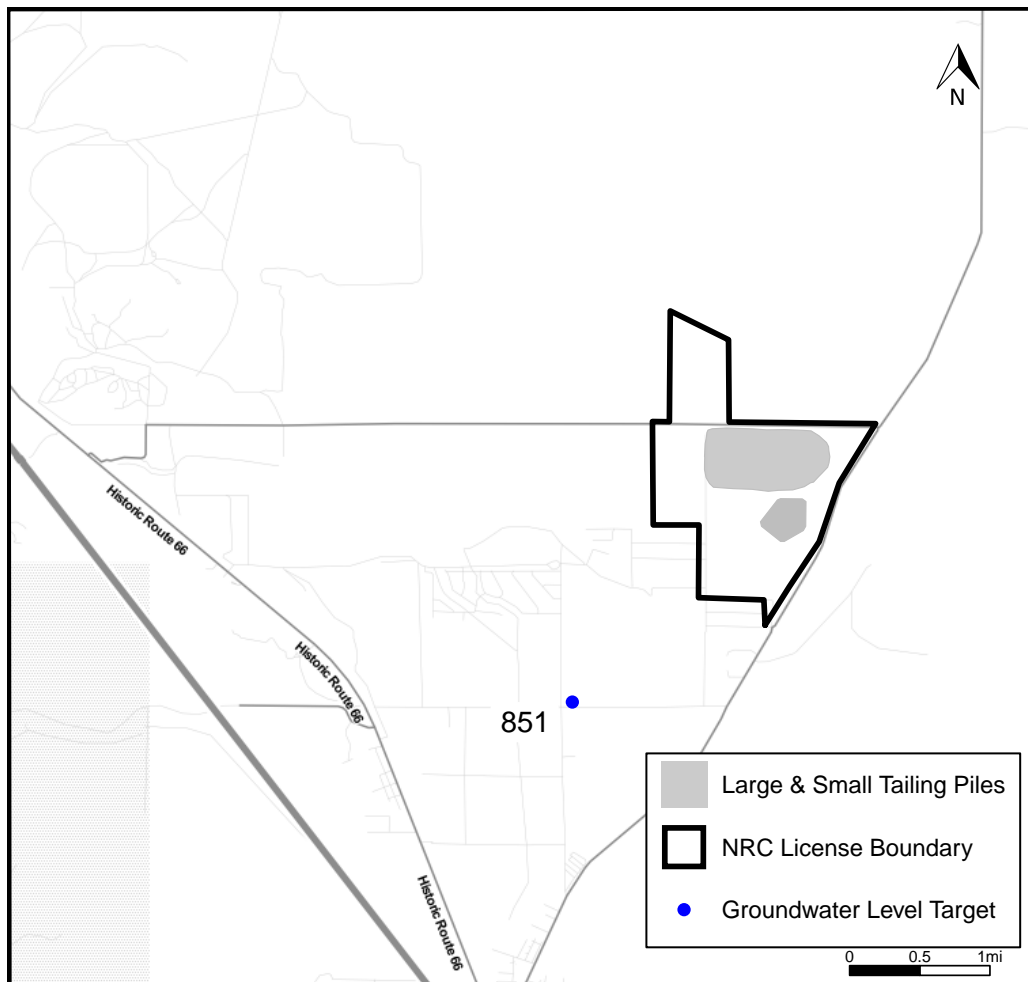 N
Historic Route 66
Historic Route 66
851
Large & Small Tailing Piles
NRC License Boundary
Historic Route 66
Groundwater Level Target
0 0.5 1mi